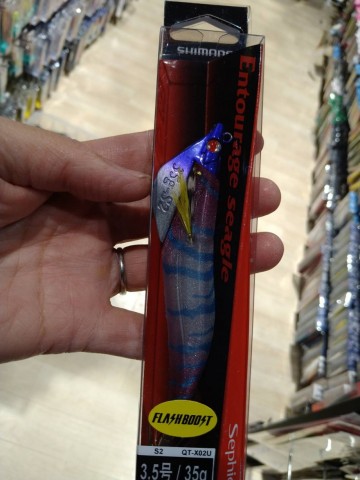 SHIMANO
Entourage seagle
Sephi
FLASHBOOST
S2 QT-X02U
3.5号/35g